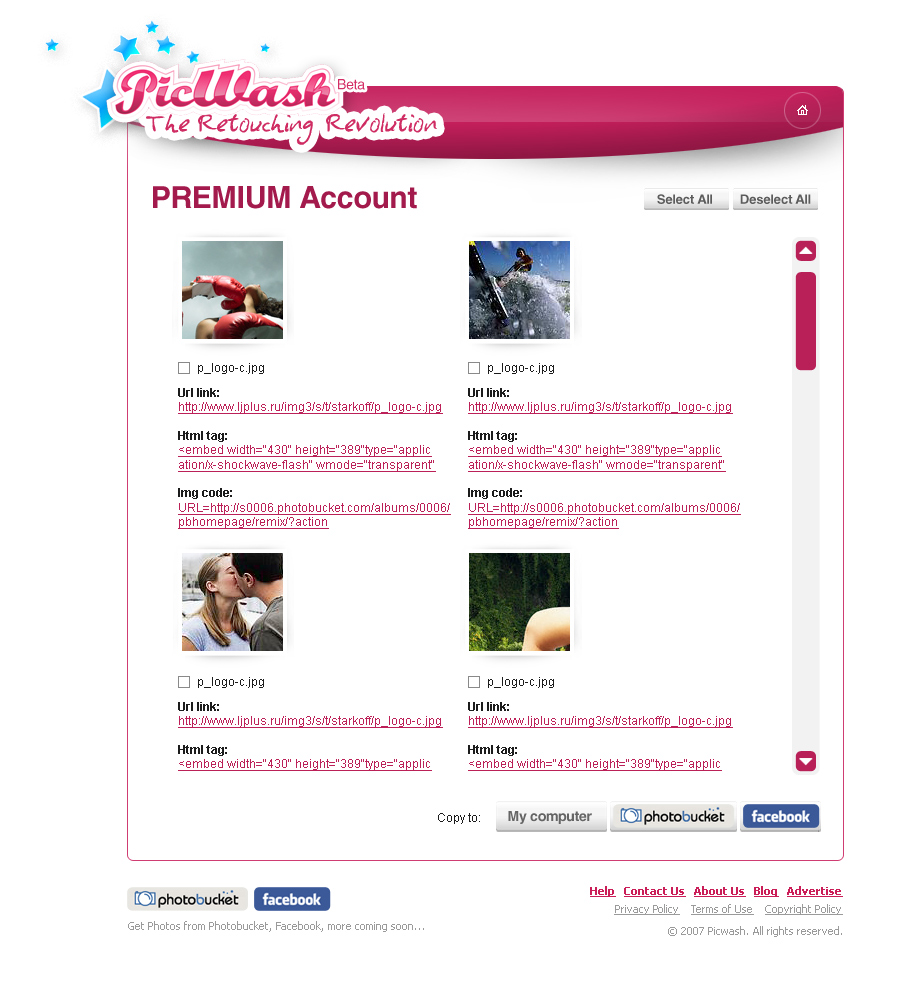 PicWash Beta
The Retouching Revolution
PREMIUM Account
Select All Deselect All
p_logo-c.jpg
Url link:
http://www.ljplus.ru/img3/s/t/starkoff/p_logo-c.jpg
Html tag:
<embed width="430" height="389"type="applic
ation/x-shockwave-flash" wmode="transparent"
Img code:
URL=http://s0006.photobucket.com/albums/0006/
pbhomepage/remix/?action
p_logo-c.jpg
Url link:
http://www.ljplus.ru/img3/s/t/starkoff/p_logo-c.jpg
Html tag:
<embed width="430" height="389"type="applic
ation/x-shockwave-flash" wmode="transparent"
Img code:
URL=http://s0006.photobucket.com/albums/0006/
pbhomepage/remix/?action
p_logo-c.jpg
Url link:
http://www.ljplus.ru/img3/s/t/starkoff/p_logo-c.jpg
Html tag:
<embed width="430" height="389"type="applic
p_logo-c.jpg
Url link:
http://www.ljplus.ru/img3/s/t/starkoff/p_logo-c.jpg
Html tag:
<embed width="430" height="389"type="applic
Copy to: My computer photobucket facebook
photobucket facebook
Get Photos from Photobucket, Facebook, more coming soon...
Help Contact Us About Us Blog Advertise
Privacy Policy Terms of Use Copyright Policy
© 2007 Picwash. All rights reserved.